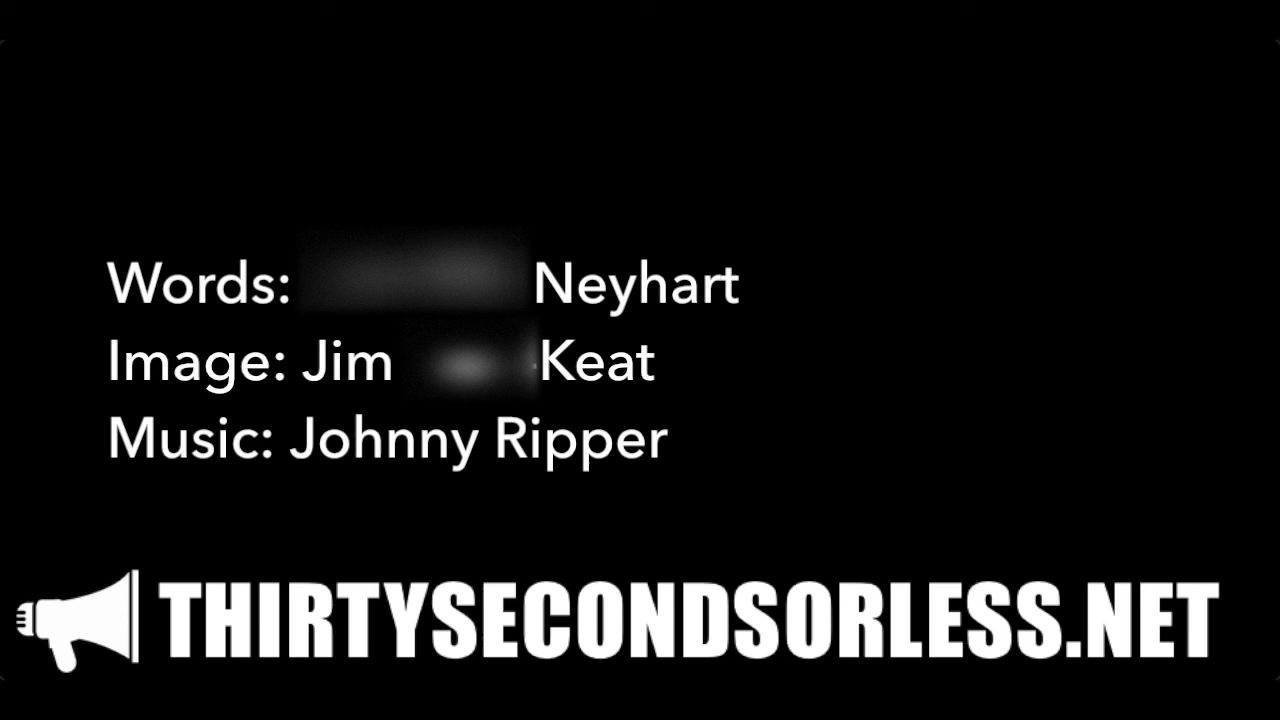 Words: Neyhart
Image: Jim Keat
Music: Johnny Ripper
THIRTYSECONDSORLESS.NET